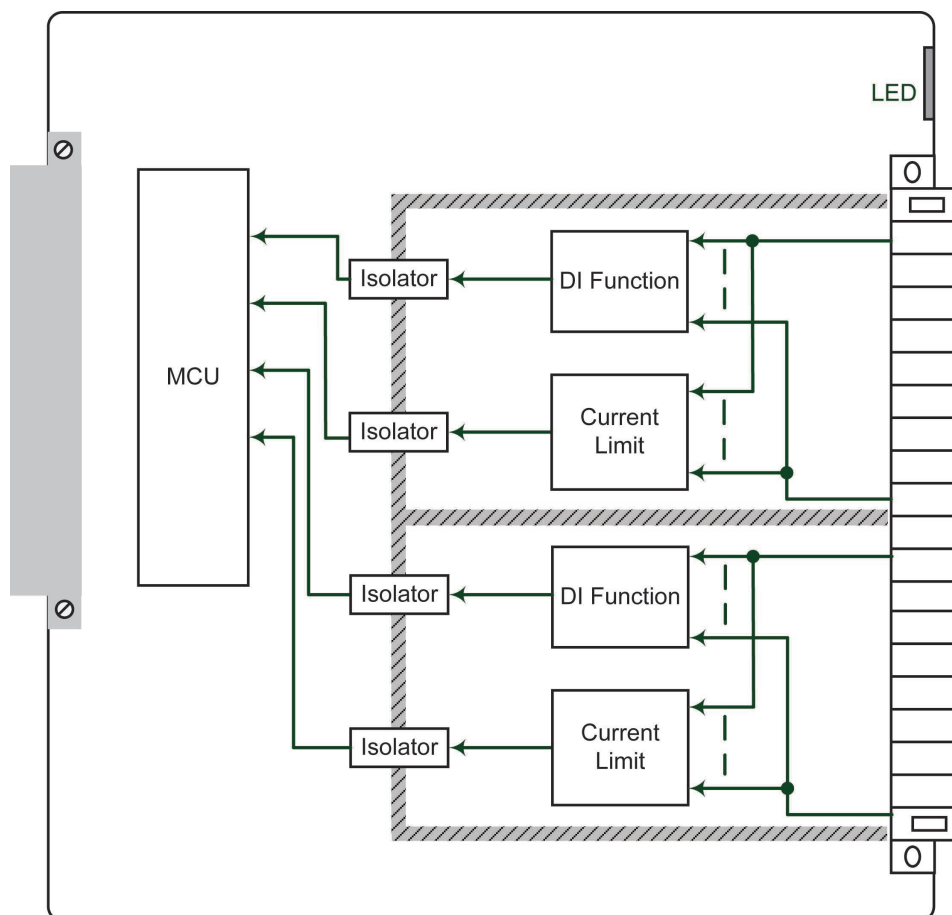 LED
Isolator
DI Function
MCU
Isolator
Current
Limit
Isolator
DI Function
Isolator
Current
Limit